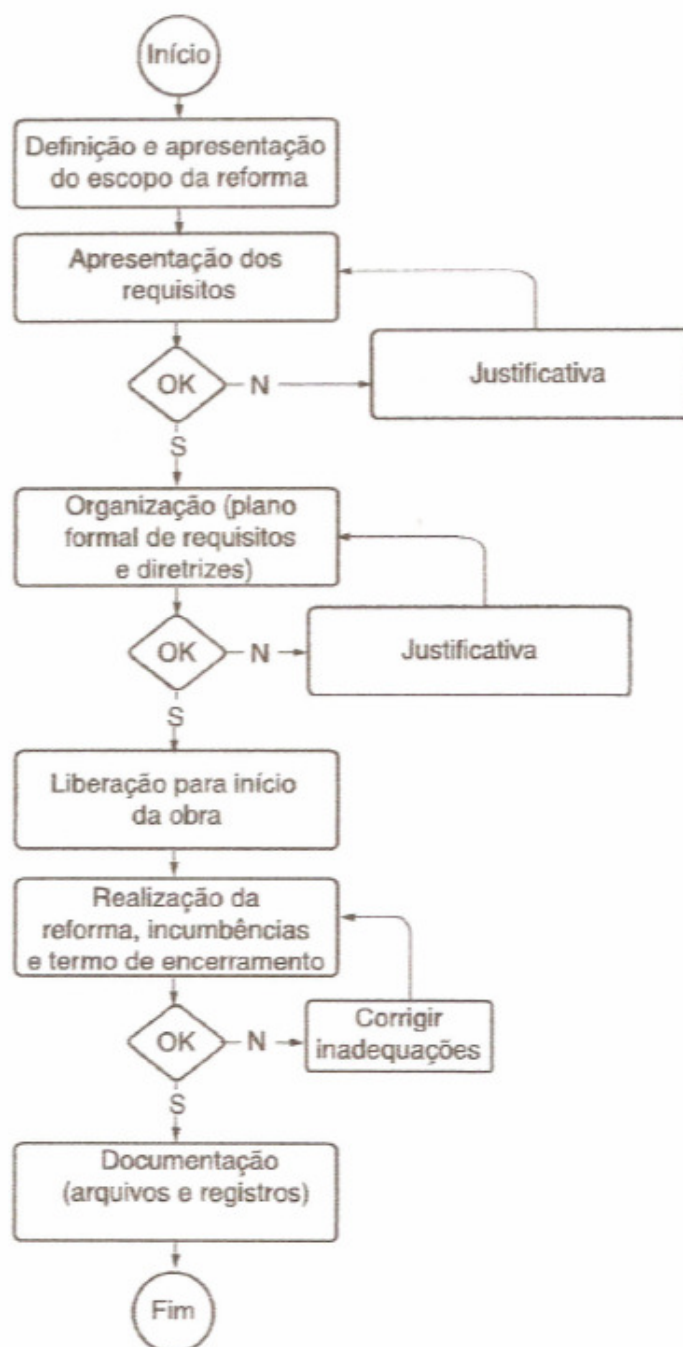 Início
Definição e apresentação
do escopo da reforma
Apresentação dos
requisitos
OK
N
Justificativa
S
Organização (plano
formal de requisitos
e diretrizes)
OK
N
Justificativa
S
Liberação para início
da obra
Realização da
reforma, incumbências
e termo de encerramento
OK
N
Corrigir
inadequações
S
Documentação
(arquivos e registros)
Fim